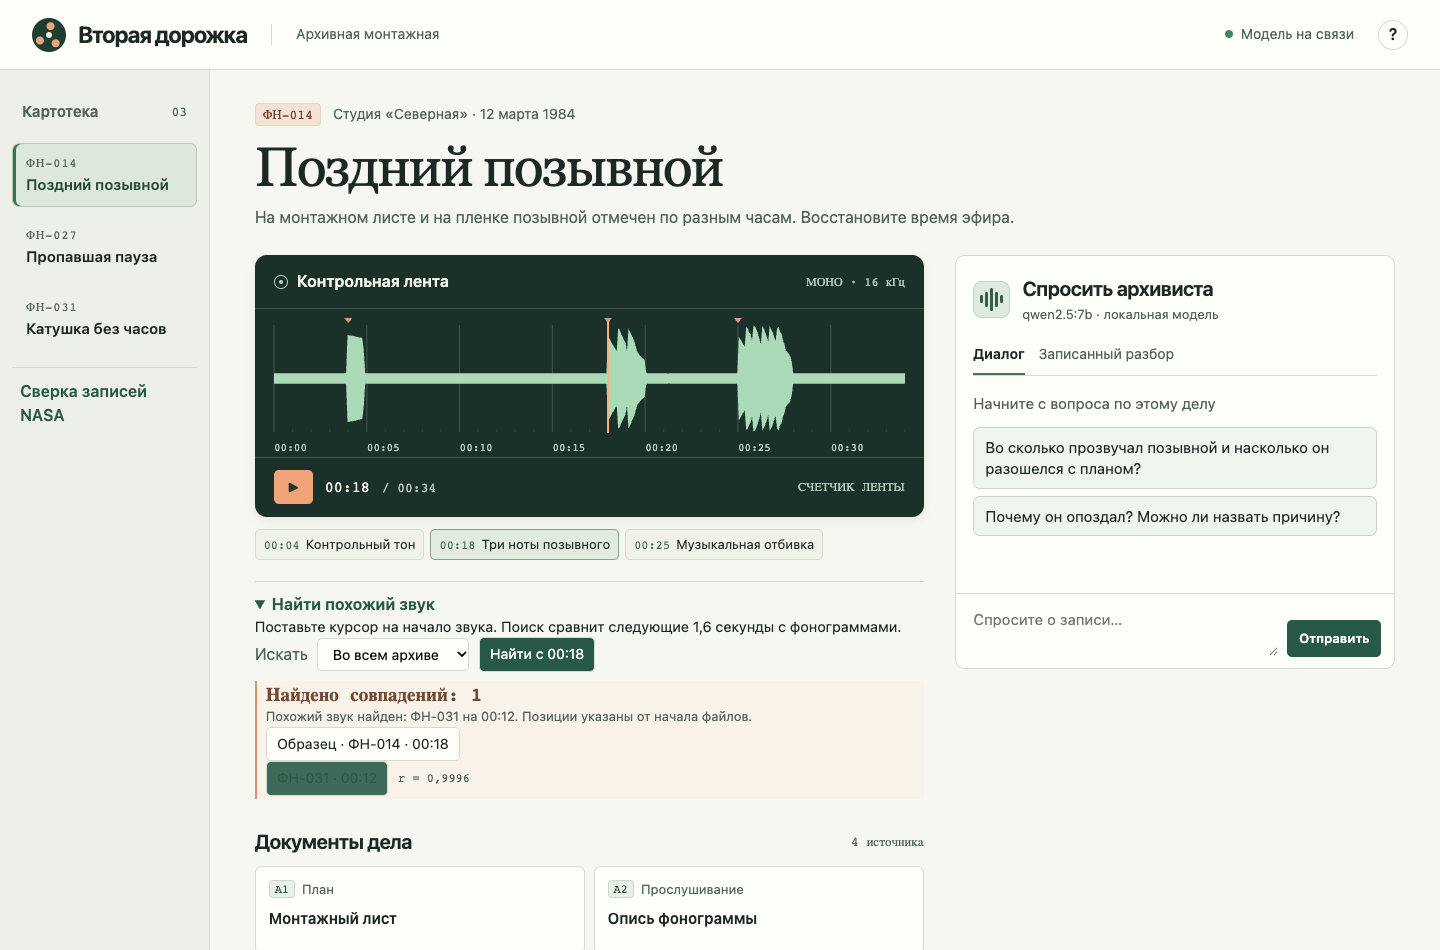 Вторая дорожка
Архивная монтажная
Модель на связи
?
Картотека 03
ФН-014
Поздний позывной
ФН-027
Пропавшая пауза
ФН-031
Катушка без часов
Сверка записей
NASA
ФН-014 Студия «Северная» · 12 марта 1984
Поздний позывной
На монтажном листе и на пленке позывной отмечен по разным часам. Восстановите время эфира.
Контрольная лента
МОНО · 16 кГц
00:00 00:05 00:10 00:15 00:20 00:25 00:30
00:18 / 00:34
СЧЕТЧИК ЛЕНТЫ
00:04 Контрольный тон
00:18 Три ноты позывного
00:25 Музыкальная отбивка
Найти похожий звук
Поставьте курсор на начало звука. Поиск сравнит следующие 1,6 секунды с фонограммами.
Искать Во всем архиве Найти с 00:18
Найдено совпадений: 1
Похожий звук найден: ФН-031 на 00:12. Позиции указаны от начала файлов.
Образец · ФН-014 · 00:18
ФН-031 · 00:12 r = 0,9996
Документы дела
4 источника
A1 План
Монтажный лист
A2 Прослушивание
Опись фонограммы
Спросить архивиста
qwen2.5:7b · локальная модель
Диалог Записанный разбор
Начните с вопроса по этому делу
Во сколько прозвучал позывной и насколько он
разошелся с планом?
Почему он опоздал? Можно ли назвать причину?
Спросите о записи...
Отправить